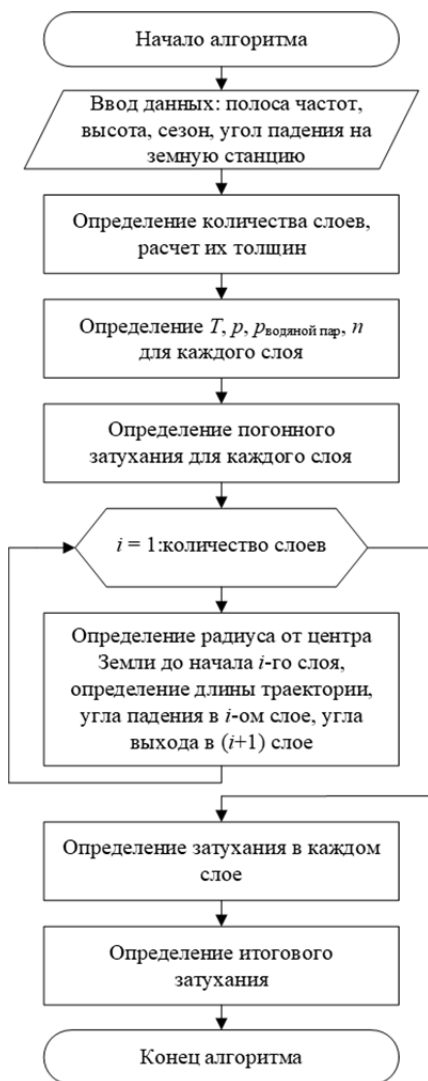 Начало алгоритма
Ввод данных: полоса частот,
высота, сезон, угол падения на
земную станцию
Определение количества слоев,
расчет их толщин
Определение T, p, pводяной пар, n
для каждого слоя
Определение погонного
затухания для каждого слоя
i = 1:количество слоев
Определение радиуса от центра
Земли до начала i-го слоя,
определение длины траектории,
угла падения в i-ом слое, угла
выхода в (i+1) слое
Определение затухания в каждом
слое
Определение итогового
затухания
Конец алгоритма